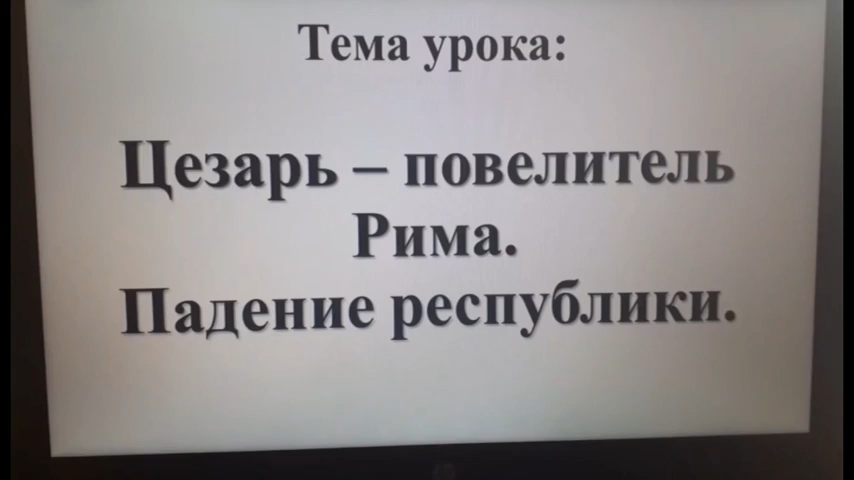 Тема урока:
Цезарь – повелитель
Рима.
Падение республики.